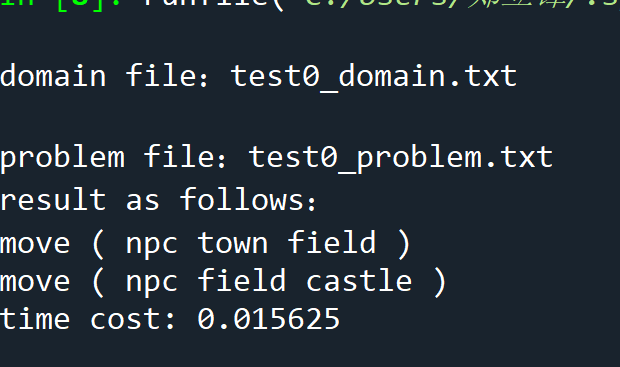 domain file：test0_domain.txt
problem file：test0_problem.txt
result as follows：
move ( npc town field )
move ( npc field castle )
time cost: 0.015625